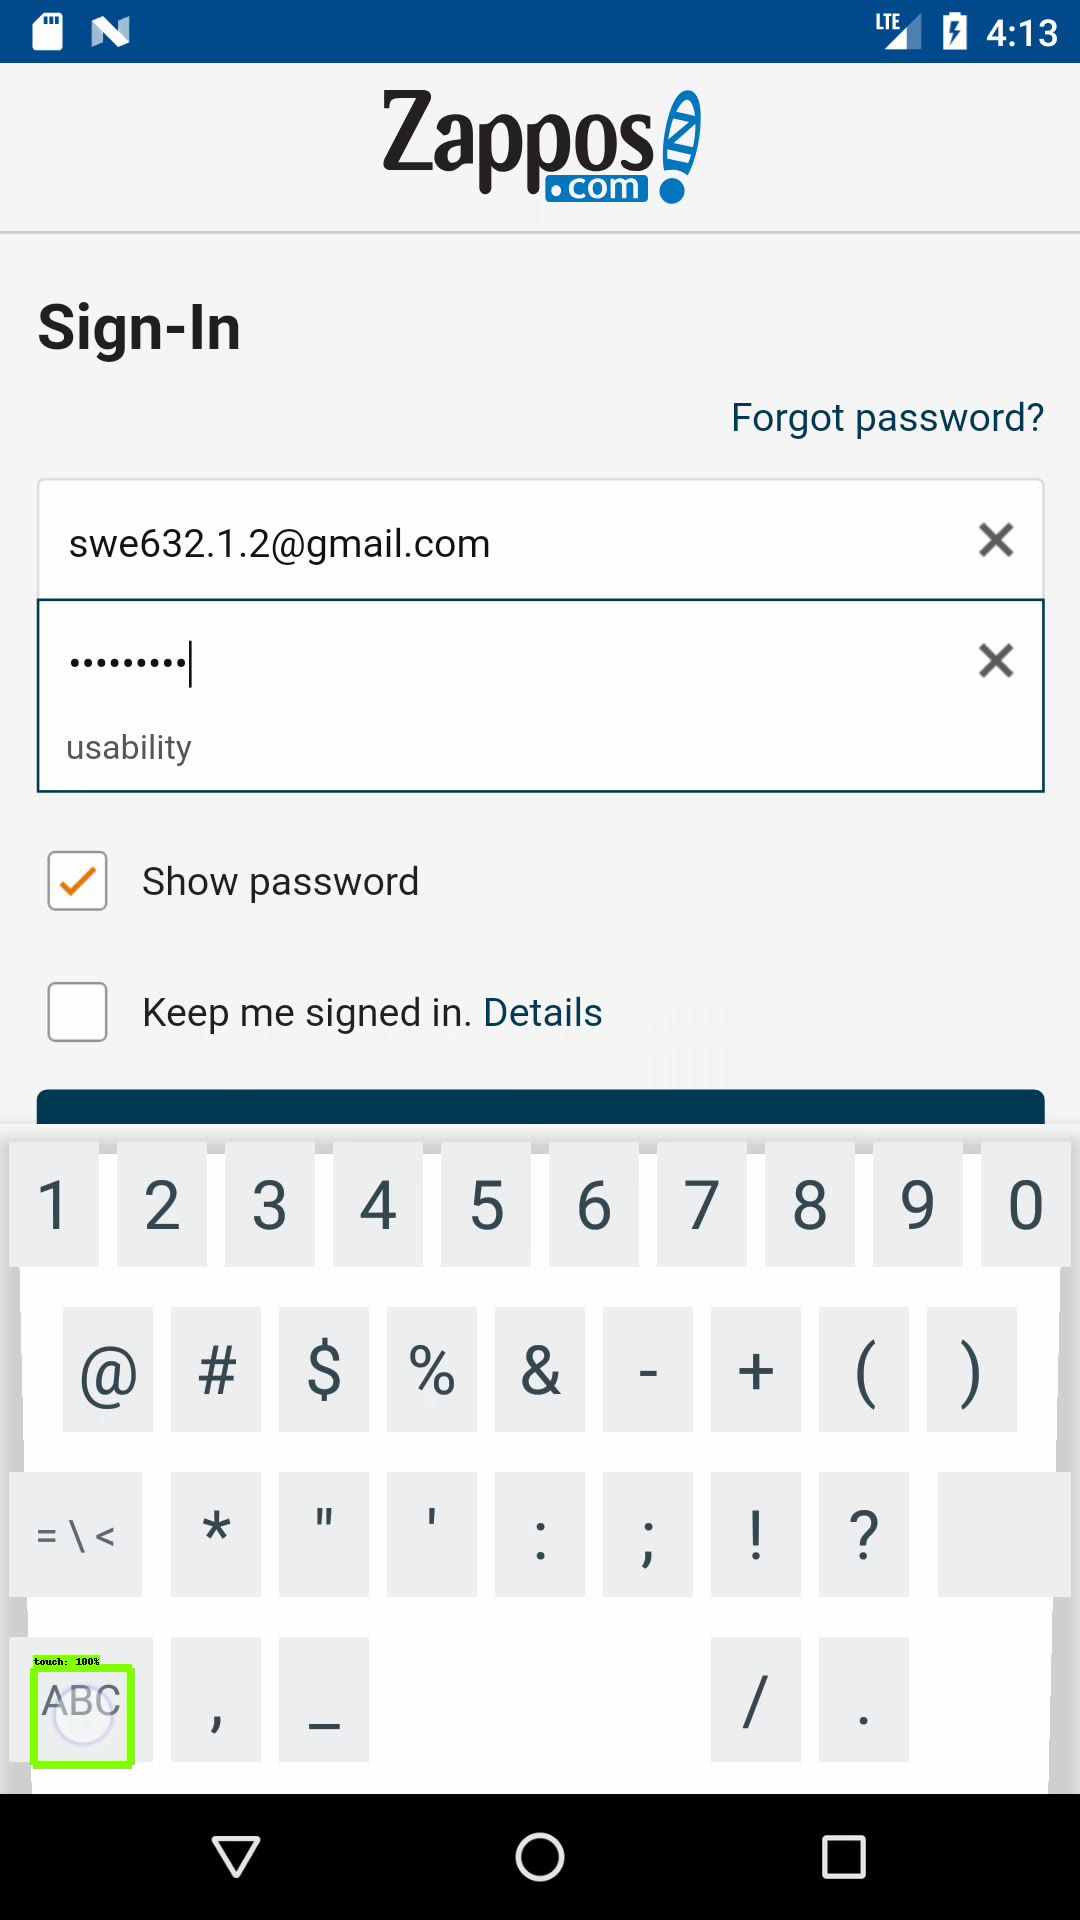 LTE 4:13
Zappos
.com
Sign-In
Forgot password?
swe632.1.2@gmail.com
•••••••••
usability
Show password
Keep me signed in. Details
1 2 3 4 5 6 7 8 9 0
@ # $ % & - + ( )
= \ < * " ' : ; ! ?
touch: 100%
ABC , _ / .